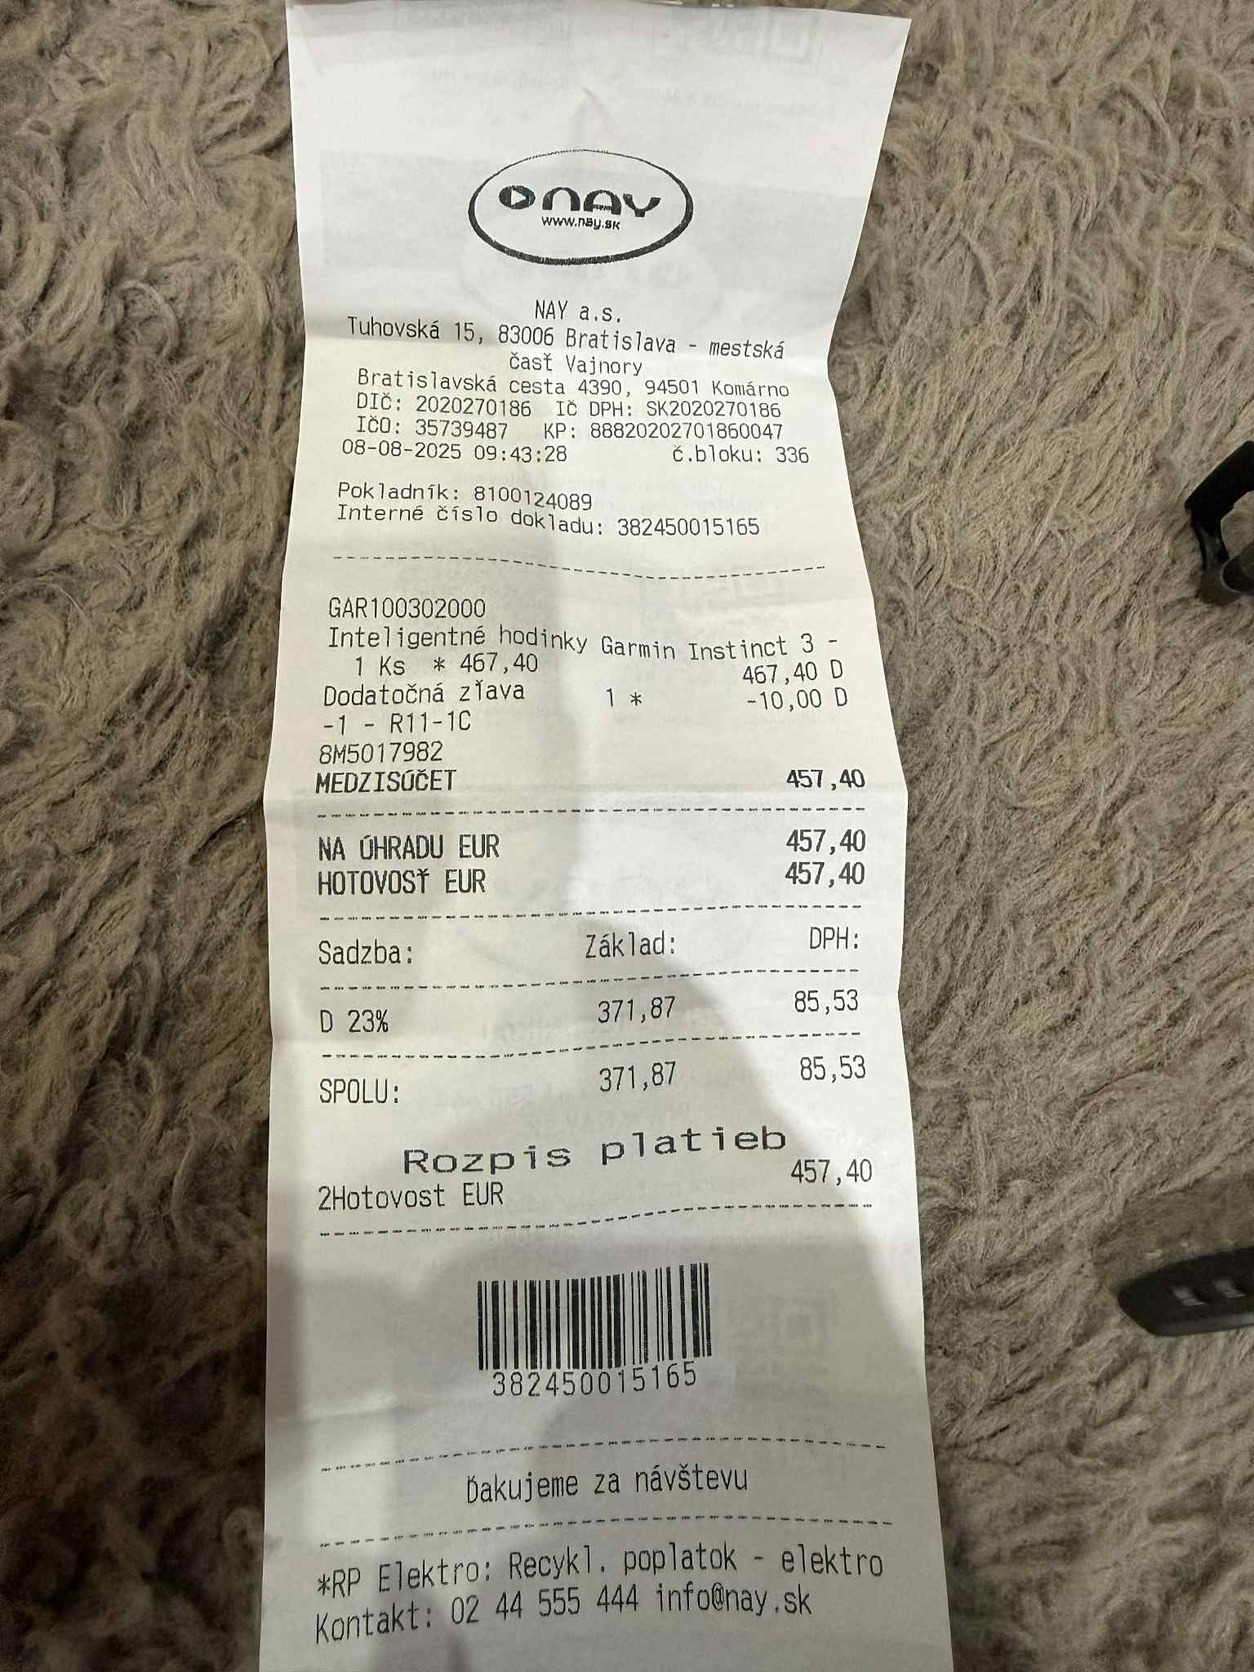 NAY
www.nay.sk
NAY a.s.
Tuhovská 15, 83006 Bratislava - mestská
časť Vajnory
Bratislavská cesta 4390, 94501 Komárno
DIČ: 2020270186 IČ DPH: SK2020270186
IČO: 35739487 KP: 88820202701860047
08-08-2025 09:43:28 č.bloku: 336
Pokladník: 8100124089
Interné číslo dokladu: 382450015165
GAR100302000
Inteligentné hodinky Garmin Instinct 3 -
1 Ks * 467,40 467,40 D
Dodatočná zľava 1 * -10,00 D
-1 - R11-1C
8M5017982
MEDZISÚČET 457,40
NA ÚHRADU EUR 457,40
HOTOVOSŤ EUR 457,40
Sadzba: Základ: DPH:
D 23% 371,87 85,53
SPOLU: 371,87 85,53
Rozpis platieb
2Hotovost EUR 457,40
382450015165
Ďakujeme za návštevu
*RP Elektro: Recykl. poplatok - elektro
Kontakt: 02 44 555 444 info@nay.sk